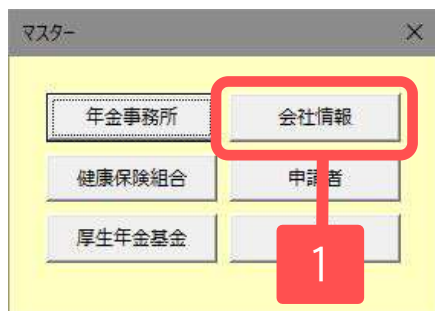 マスター
年金事務所 会社情報
健康保険組合 申請者
厚生年金基金
1